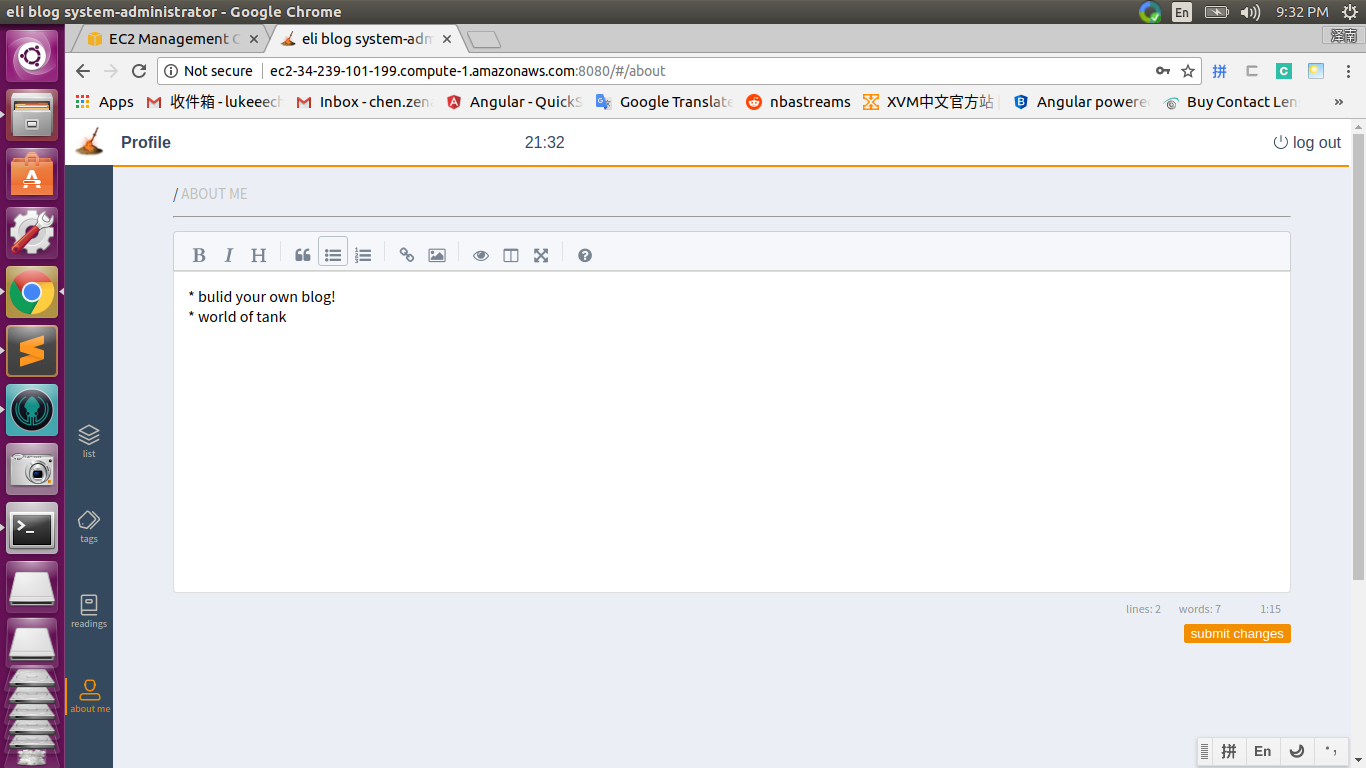 eli blog system-administrator - Google Chrome
En
9:32 PM
EC2 Management C
eli blog system-adm
泽南
Not secure
ec2-34-239-101-199.compute-1.amazonaws.com:8080/#/about
拼
C
Apps
收件箱 - lukeeech
Inbox - chen.zen
Angular - QuickS
Google Translate
nbastreams
XVM中文官方站
Angular powere
Buy Contact Len
»
Profile
21:32
log out
/ ABOUT ME
B I H
* bulid your own blog!
* world of tank
list
tags
readings
about me
lines: 2
words: 7
1:15
submit changes
拼
En